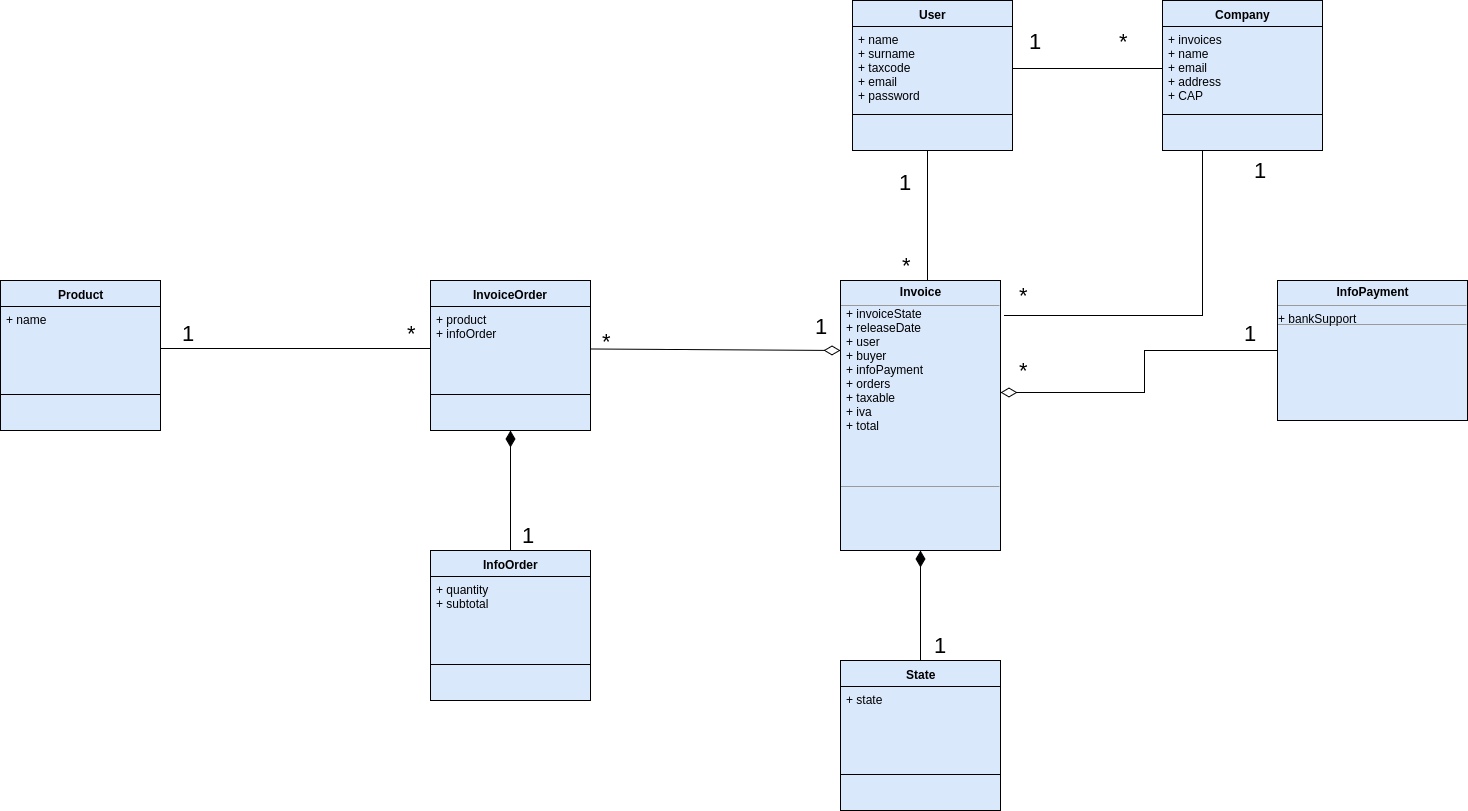 User
+ name
+ surname
+ taxcode
+ email
+ password
1
*
Company
+ invoices
+ name
+ email
+ address
+ CAP
1
1
*
Product
+ name
1
*
InvoiceOrder
+ product
+ infoOrder
*
1
Invoice
+ invoiceState
+ releaseDate
+ user
+ buyer
+ infoPayment
+ orders
+ taxable
+ iva
+ total
*
*
1
InfoPayment
+ bankSupport
1
InfoOrder
+ quantity
+ subtotal
1
State
+ state